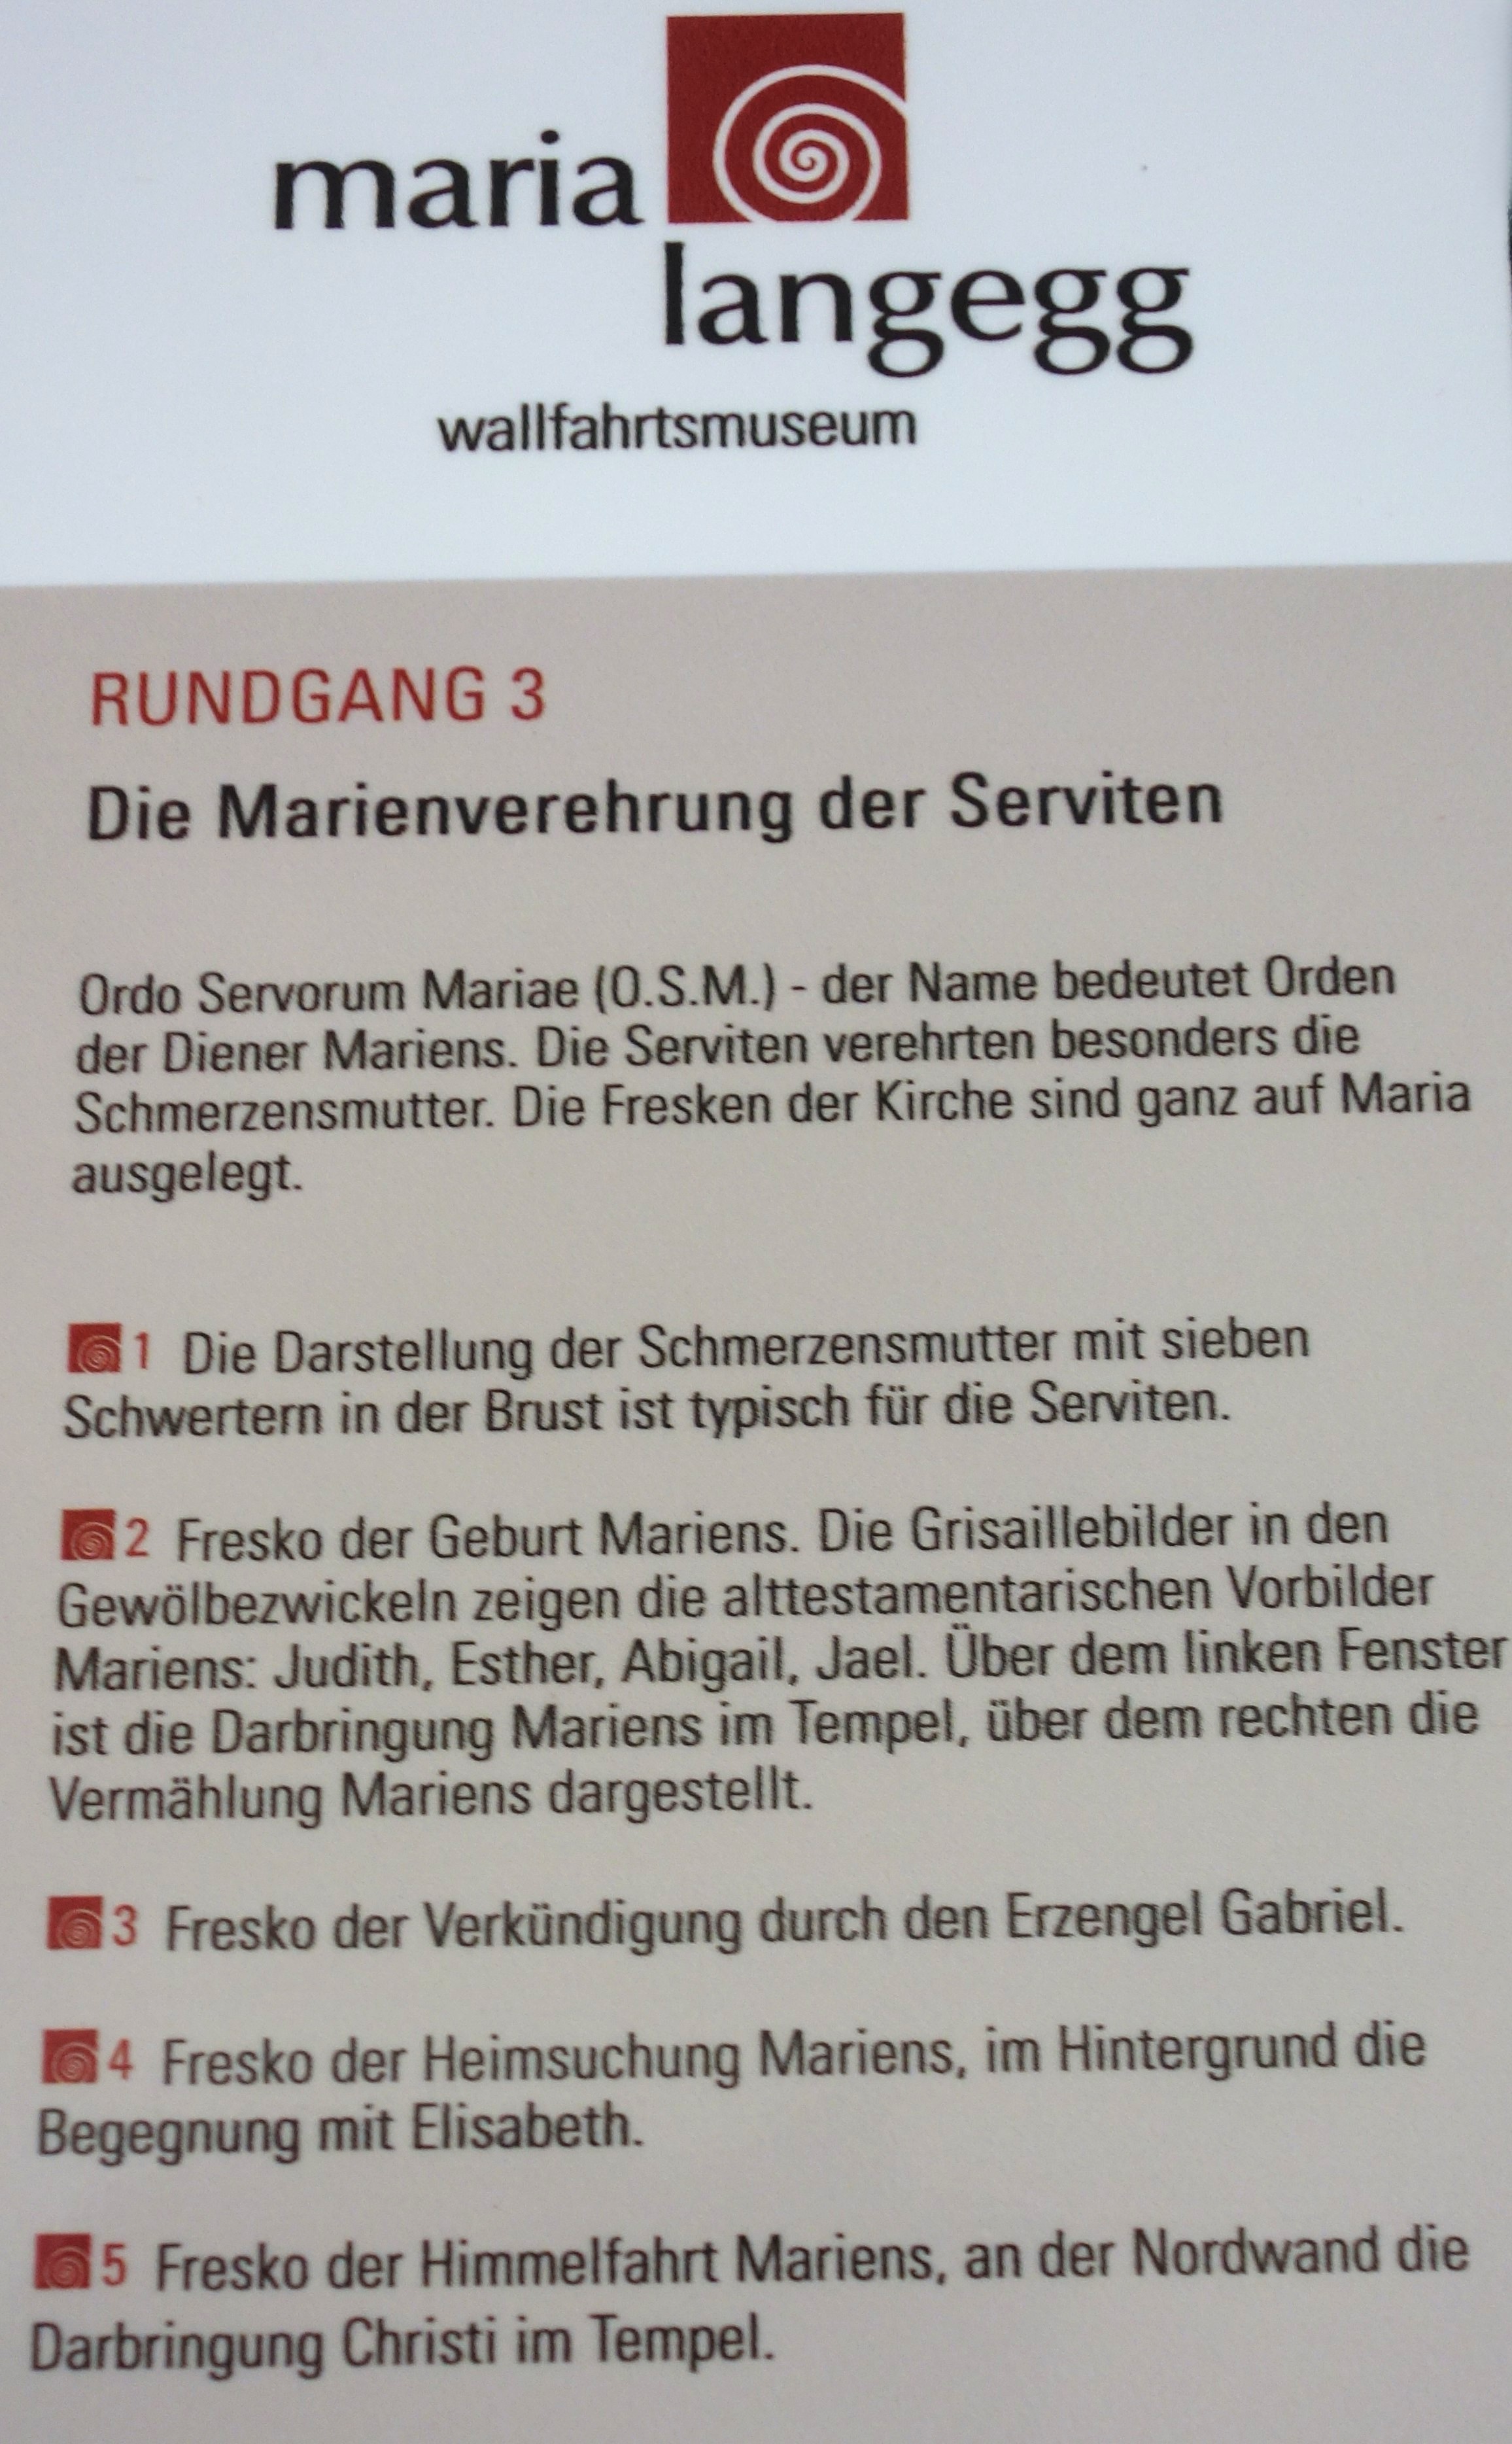 maria
langegg
wallfahrtsmuseum
RUNDGANG 3
Die Marienverehrung der Serviten
Ordo Servorum Mariae (O.S.M.) - der Name bedeutet Orden
der Diener Mariens. Die Serviten verehrten besonders die
Schmerzensmutter. Die Fresken der Kirche sind ganz auf Maria
ausgelegt.
1 Die Darstellung der Schmerzensmutter mit sieben
Schwertern in der Brust ist typisch für die Serviten.
2 Fresko der Geburt Mariens. Die Grisaillebilder in den
Gewölbezwickeln zeigen die alttestamentarischen Vorbilder
Mariens: Judith, Esther, Abigail, Jael. Über dem linken Fenster
ist die Darbringung Mariens im Tempel, über dem rechten die
Vermählung Mariens dargestellt.
3 Fresko der Verkündigung durch den Erzengel Gabriel.
4 Fresko der Heimsuchung Mariens, im Hintergrund die
Begegnung mit Elisabeth.
5 Fresko der Himmelfahrt Mariens, an der Nordwand die
Darbringung Christi im Tempel.